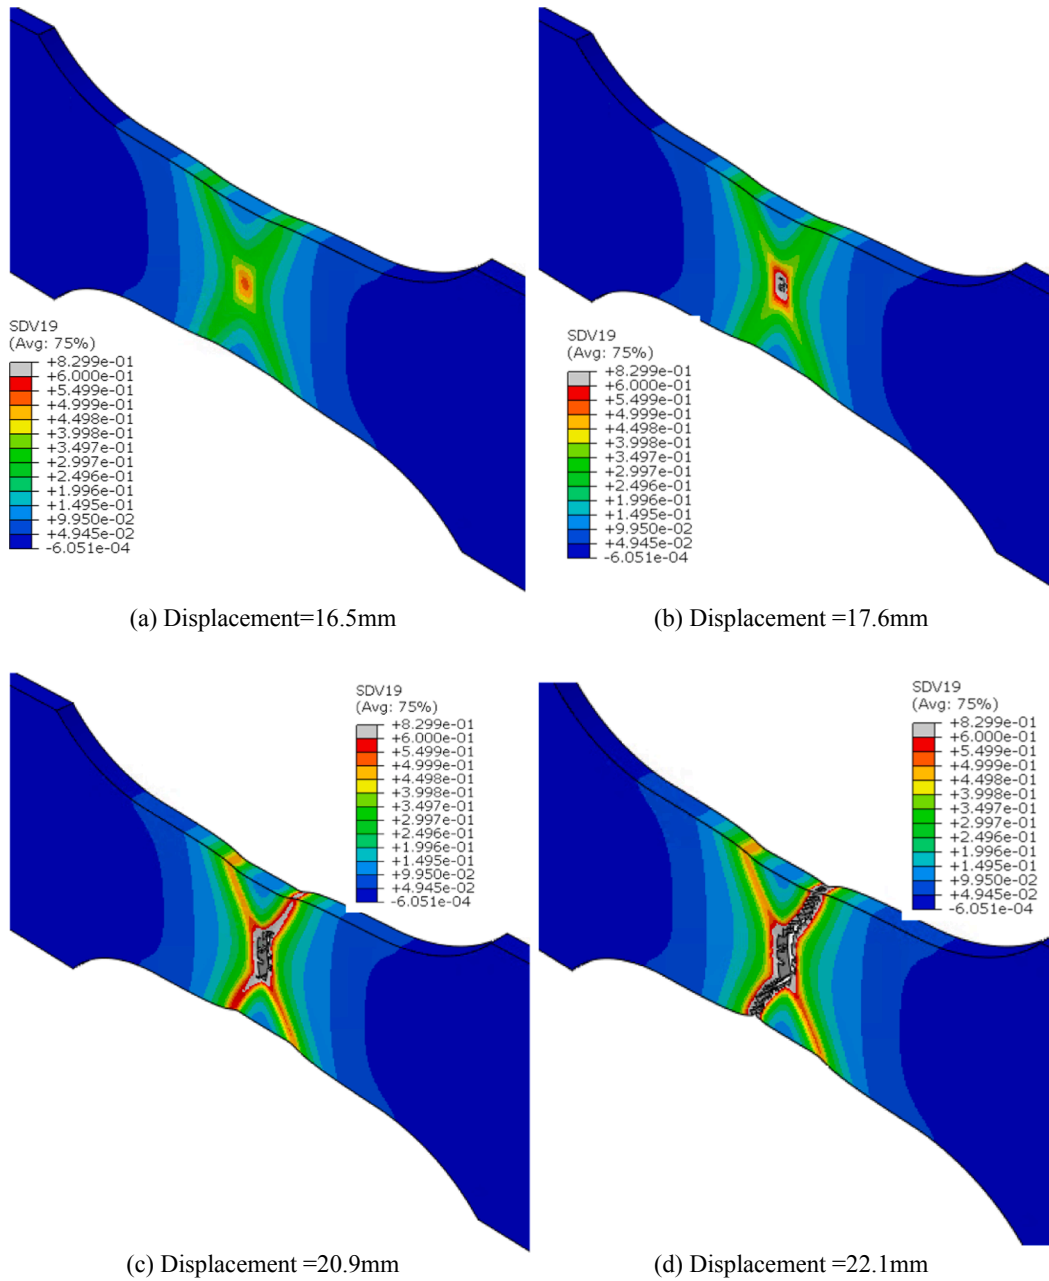 SDV19
(Avg: 75%)
+8.299e-01
+6.000e-01
+5.499e-01
+4.999e-01
+4.498e-01
+3.998e-01
+3.497e-01
+2.997e-01
+2.496e-01
+1.996e-01
+1.495e-01
+9.950e-02
+4.945e-02
-6.051e-04
(a) Displacement=16.5mm
SDV19
(Avg: 75%)
+8.299e-01
+6.000e-01
+5.499e-01
+4.999e-01
+4.498e-01
+3.998e-01
+3.497e-01
+2.997e-01
+2.496e-01
+1.996e-01
+1.495e-01
+9.950e-02
+4.945e-02
-6.051e-04
(b) Displacement =17.6mm
SDV19
(Avg: 75%)
+8.299e-01
+6.000e-01
+5.499e-01
+4.999e-01
+4.498e-01
+3.998e-01
+3.497e-01
+2.997e-01
+2.496e-01
+1.996e-01
+1.495e-01
+9.950e-02
+4.945e-02
-6.051e-04
(c) Displacement =20.9mm
SDV19
(Avg: 75%)
+8.299e-01
+6.000e-01
+5.499e-01
+4.999e-01
+4.498e-01
+3.998e-01
+3.497e-01
+2.997e-01
+2.496e-01
+1.996e-01
+1.495e-01
+9.950e-02
+4.945e-02
-6.051e-04
(d) Displacement =22.1mm